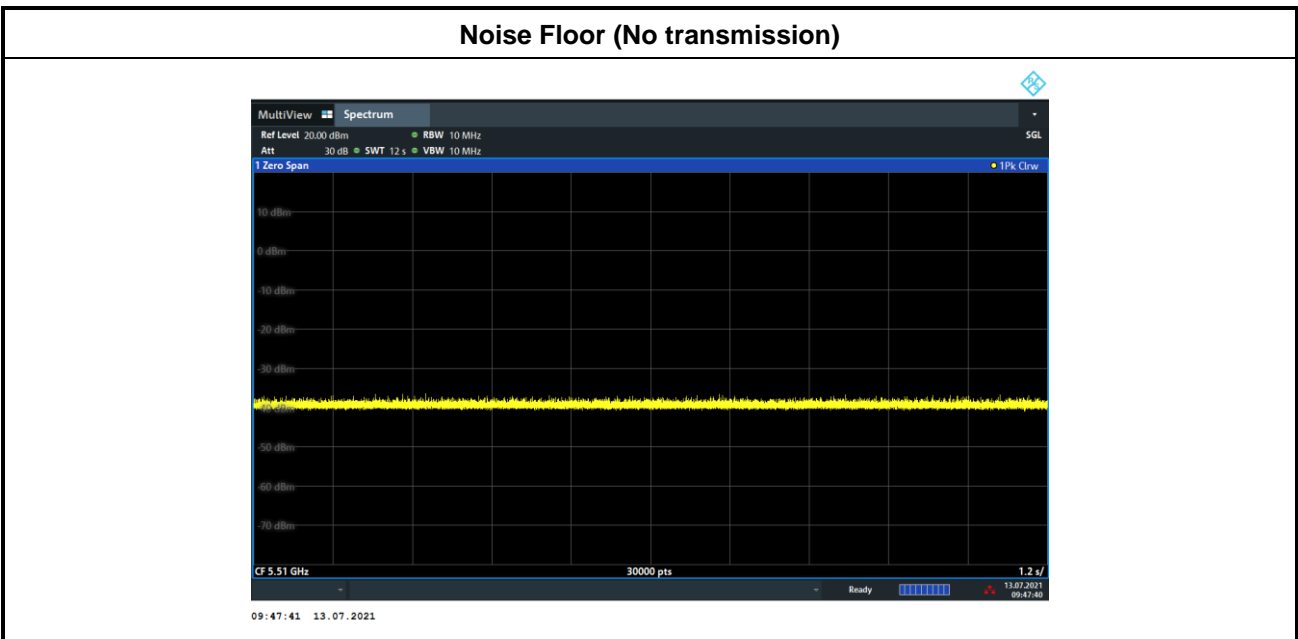 Noise Floor (No transmission)
MultiView Spectrum
Ref Level 20.00 dBm RBW 10 MHz SGL
Att 30 dB SWT 12 s VBW 10 MHz
1 Zero Span 1Pk Clrw
10 dBm
0 dBm
-10 dBm
-20 dBm
-30 dBm
-40 dBm
-50 dBm
-60 dBm
-70 dBm
CF 5.51 GHz 30000 pts 1.2 s/
Ready 13.07.2021
09:47:40
09:47:41 13.07.2021